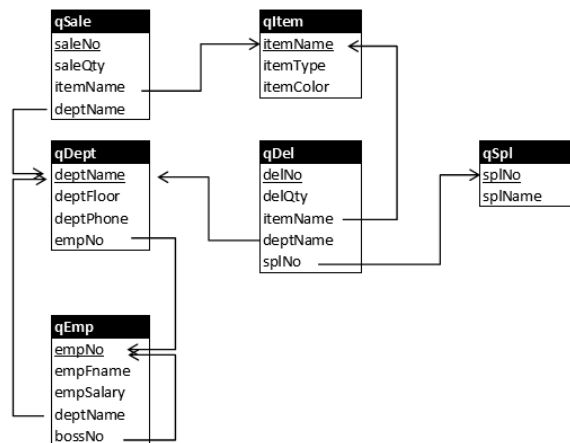 qSale
saleNo
saleQty
itemName
deptName
qItem
itemName
itemType
itemColor
qDept
deptName
deptFloor
deptPhone
empNo
qDel
delNo
delQty
itemName
deptName
splNo
qSpl
splNo
splName
qEmp
empNo
empFname
empSalary
deptName
bossNo